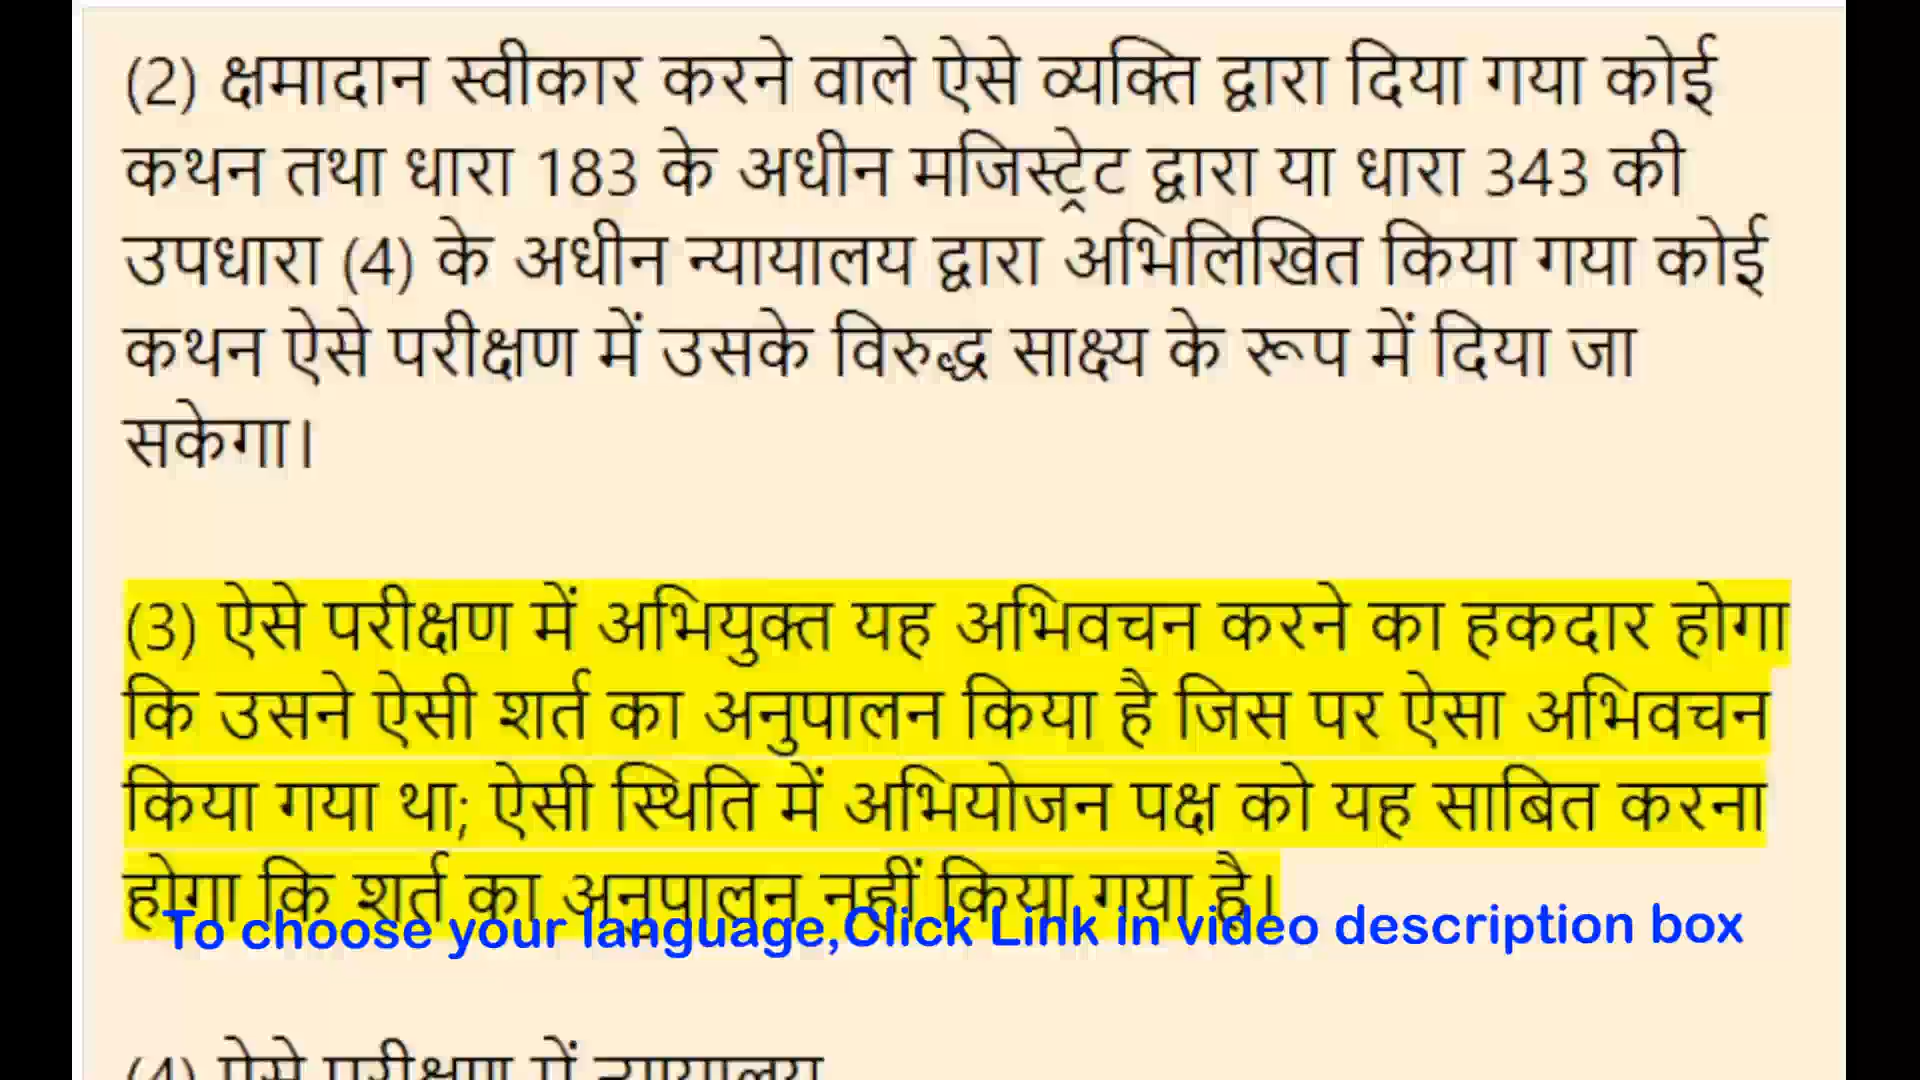 (2) क्षमादान स्वीकार करने वाले ऐसे व्यक्ति द्वारा दिया गया कोई
कथन तथा धारा 183 के अधीन मजिस्ट्रेट द्वारा या धारा 343 की
उपधारा (4) के अधीन न्यायालय द्वारा अभिलिखित किया गया कोई
कथन ऐसे परीक्षण में उसके विरुद्ध साक्ष्य के रूप में दिया जा
सकेगा।
(3) ऐसे परीक्षण में अभियुक्त यह अभिवचन करने का हकदार होगा
कि उसने ऐसी शर्त का अनुपालन किया है जिस पर ऐसा अभिवचन
किया गया था; ऐसी स्थिति में अभियोजन पक्ष को यह साबित करना
होगा कि शर्त का अनुपालन नहीं किया गया है।
To choose your language,Click Link in video description box
(4) ऐसे परीक्षण में न्यायालय